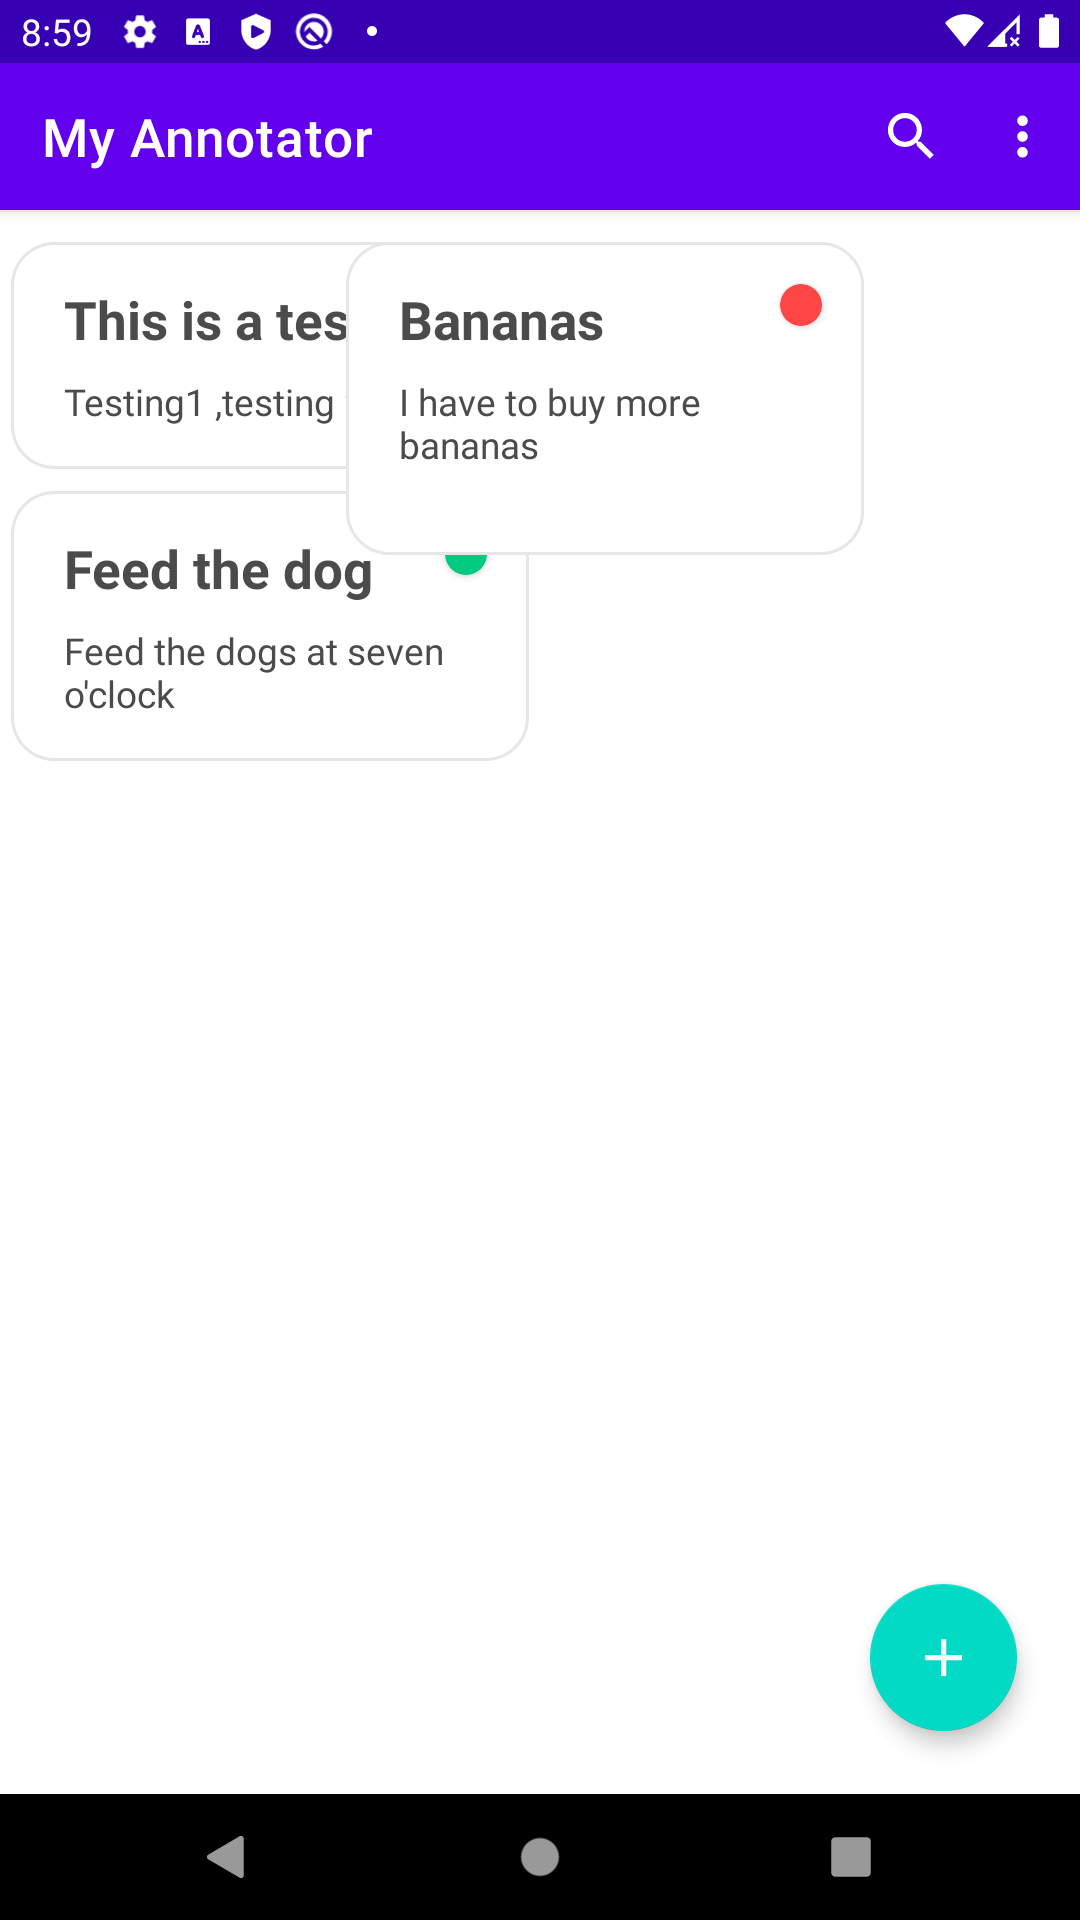 8:59
My Annotator
This is a tes
Testing1 ,testing
Bananas
I have to buy more
bananas
Feed the dog
Feed the dogs at seven
o'clock